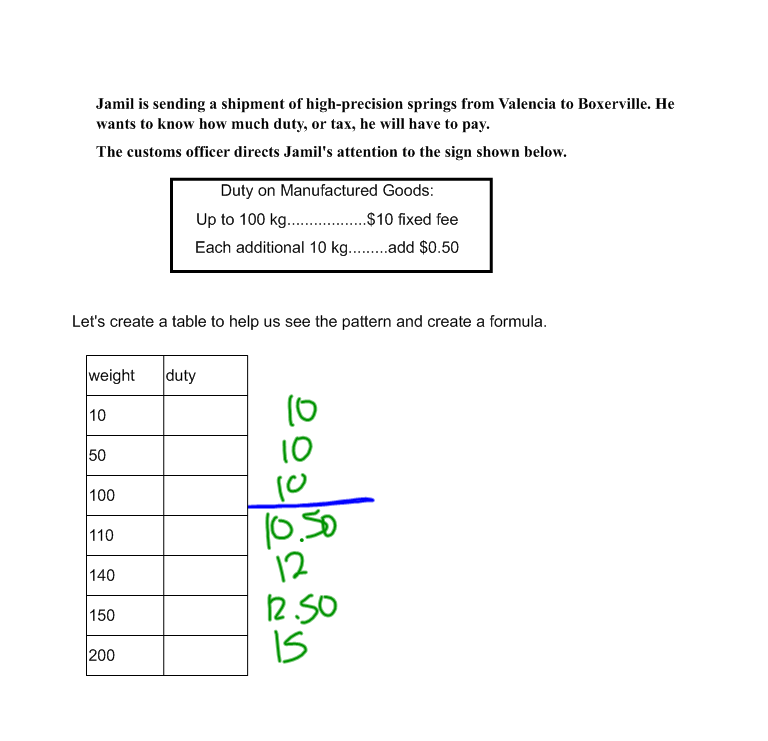 Jamil is sending a shipment of high-precision springs from Valencia to Boxerville. He
wants to know how much duty, or tax, he will have to pay.
The customs officer directs Jamil's attention to the sign shown below.
Duty on Manufactured Goods:
Up to 100 kg..................$10 fixed fee
Each additional 10 kg.........add $0.50
Let's create a table to help us see the pattern and create a formula.
weight duty
10 10
50 10
100 10
110 10.50
140 12
150 12.50
200 15